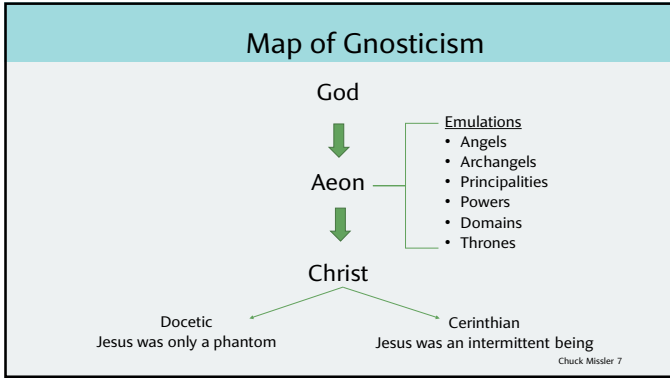 Map of Gnosticism
God
Aeon
Emulations
• Angels
• Archangels
• Principalities
• Powers
• Domains
• Thrones
Christ
Docetic
Jesus was only a phantom
Cerinthian
Jesus was an intermittent being
Chuck Missler 7